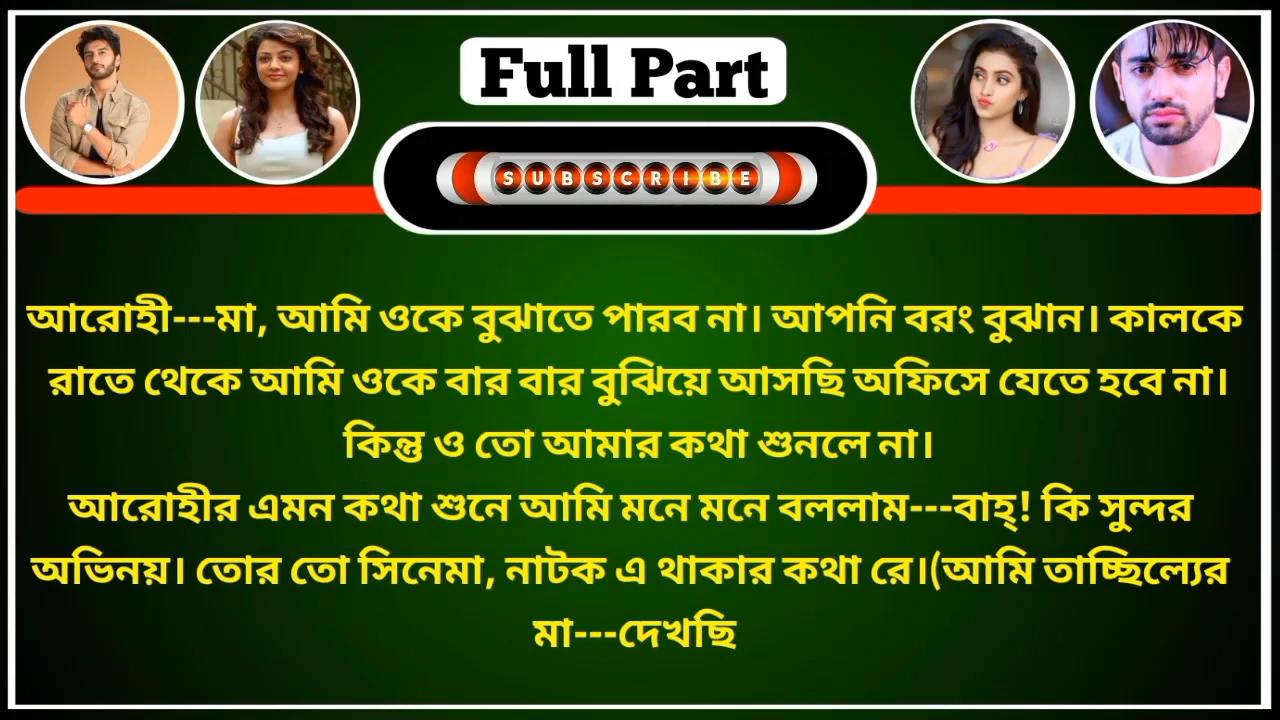 Full Part
SUBSCRIBE
আরোহী---মা, আমি ওকে বুঝাতে পারব না। আপনি বরং বুঝান। কালকে
রাতে থেকে আমি ওকে বার বার বুঝিয়ে আসছি অফিসে যেতে হবে না।
কিন্তু ও তো আমার কথা শুনলে না।
আরোহীর এমন কথা শুনে আমি মনে মনে বললাম---বাহ্! কি সুন্দর
অভিনয়। তোর তো সিনেমা, নাটক এ থাকার কথা রে।(আমি তাচ্ছিল্যের
মা---দেখছি